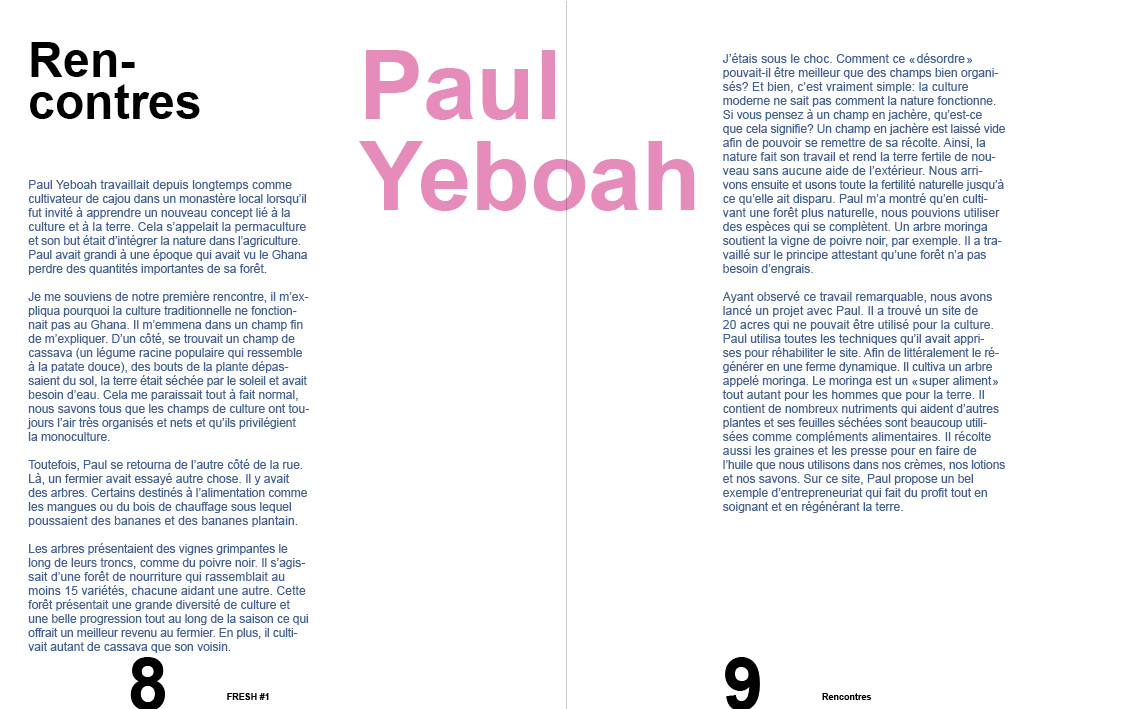 Ren-
contres
Paul
Yeboah
Paul Yeboah travaillait depuis longtemps comme
cultivateur de cajou dans un monastère local lorsqu'il
fut invité à apprendre un nouveau concept lié à la
culture et à la terre. Cela s'appelait la permaculture
et son but était d'intégrer la nature dans l'agriculture.
Paul avait grandi à une époque qui avait vu le Ghana
perdre des quantités importantes de sa forêt.
Je me souviens de notre première rencontre, il m'ex-
pliqua pourquoi la culture traditionnelle ne fonction-
nait pas au Ghana. Il m'emmena dans un champ fin
de m'expliquer. D'un côté, se trouvait un champ de
cassava (un légume racine populaire qui ressemble
à la patate douce), des bouts de la plante dépas-
saient du sol, la terre était séchée par le soleil et avait
besoin d'eau. Cela me paraissait tout à fait normal,
nous savons tous que les champs de culture ont tou-
jours l'air très organisés et nets et qu'ils privilégient
la monoculture.
Toutefois, Paul se retourna de l'autre côté de la rue.
Là, un fermier avait essayé autre chose. Il y avait
des arbres. Certains destinés à l'alimentation comme
les mangues ou du bois de chauffage sous lequel
poussaient des bananes et des bananes plantain.
Les arbres présentaient des vignes grimpantes le
long de leurs troncs, comme du poivre noir. Il s'agis-
sait d'une forêt de nourriture qui rassemblait au
moins 15 variétés, chacune aidant une autre. Cette
forêt présentait une grande diversité de culture et
une belle progression tout au long de la saison ce qui
offrait un meilleur revenu au fermier. En plus, il culti-
vait autant de cassava que son voisin.
8
FRESH #1
J'étais sous le choc. Comment ce «désordre»
pouvait-il être meilleur que des champs bien organi-
sés? Et bien, c'est vraiment simple: la culture
moderne ne sait pas comment la nature fonctionne.
Si vous pensez à un champ en jachère, qu'est-ce
que cela signifie? Un champ en jachère est laissé vide
afin de pouvoir se remettre de sa récolte. Ainsi, la
nature fait son travail et rend la terre fertile de nou-
veau sans aucune aide de l'extérieur. Nous arri-
vons ensuite et usons toute la fertilité naturelle jusqu'à
ce qu'elle ait disparu. Paul m'a montré qu'en culti-
vant une forêt plus naturelle, nous pouvions utiliser
des espèces qui se complètent. Un arbre moringa
soutient la vigne de poivre noir, par exemple. Il a tra-
vaillé sur le principe attestant qu'une forêt n'a pas
besoin d'engrais.
Ayant observé ce travail remarquable, nous avons
lancé un projet avec Paul. Il a trouvé un site de
20 acres qui ne pouvait être utilisé pour la culture.
Paul utilisa toutes les techniques qu'il avait appri-
ses pour réhabiliter le site. Afin de littéralement le ré-
générer en une ferme dynamique. Il cultiva un arbre
appelé moringa. Le moringa est un «super aliment»
tout autant pour les hommes que pour la terre. Il
contient de nombreux nutriments qui aident d'autres
plantes et ses feuilles séchées sont beaucoup utili-
sées comme compléments alimentaires. Il récolte
aussi les graines et les presse pour en faire de
l'huile que nous utilisons dans nos crèmes, nos lotions
et nos savons. Sur ce site, Paul propose un bel
exemple d'entrepreneuriat qui fait du profit tout en
soignant et en régénérant la terre.
9
Rencontres